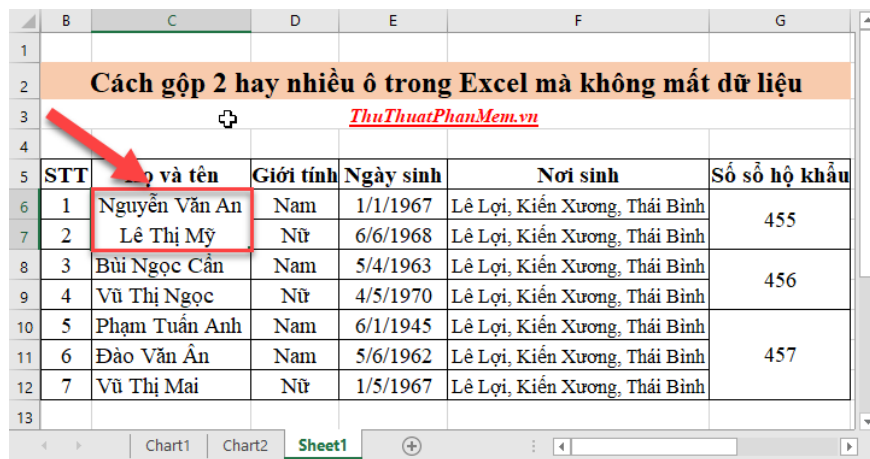 B C D E F G
1
2 Cách gộp 2 hay nhiều ô trong Excel mà không mất dữ liệu
3 ThuThuatPhanMem.vn
4
5 STT và tên Giới tính Ngày sinh Nơi sinh Số sổ hộ khẩu
6 1 Nguyễn Văn An Nam 1/1/1967 Lê Lợi, Kiến Xương, Thái Bình
455
7 2 Lê Thị Mỹ Nữ 6/6/1968 Lê Lợi, Kiến Xương, Thái Bình
8 3 Bùi Ngọc Cẩn Nam 5/4/1963 Lê Lợi, Kiến Xương, Thái Bình
456
9 4 Vũ Thị Ngọc Nữ 4/5/1970 Lê Lợi, Kiến Xương, Thái Bình
10 5 Phạm Tuấn Anh Nam 6/1/1945 Lê Lợi, Kiến Xương, Thái Bình
11 6 Đào Văn Ân Nam 5/6/1962 Lê Lợi, Kiến Xương, Thái Bình 457
12 7 Vũ Thị Mai Nữ 1/5/1967 Lê Lợi, Kiến Xương, Thái Bình
13
Chart1 Chart2 Sheet1